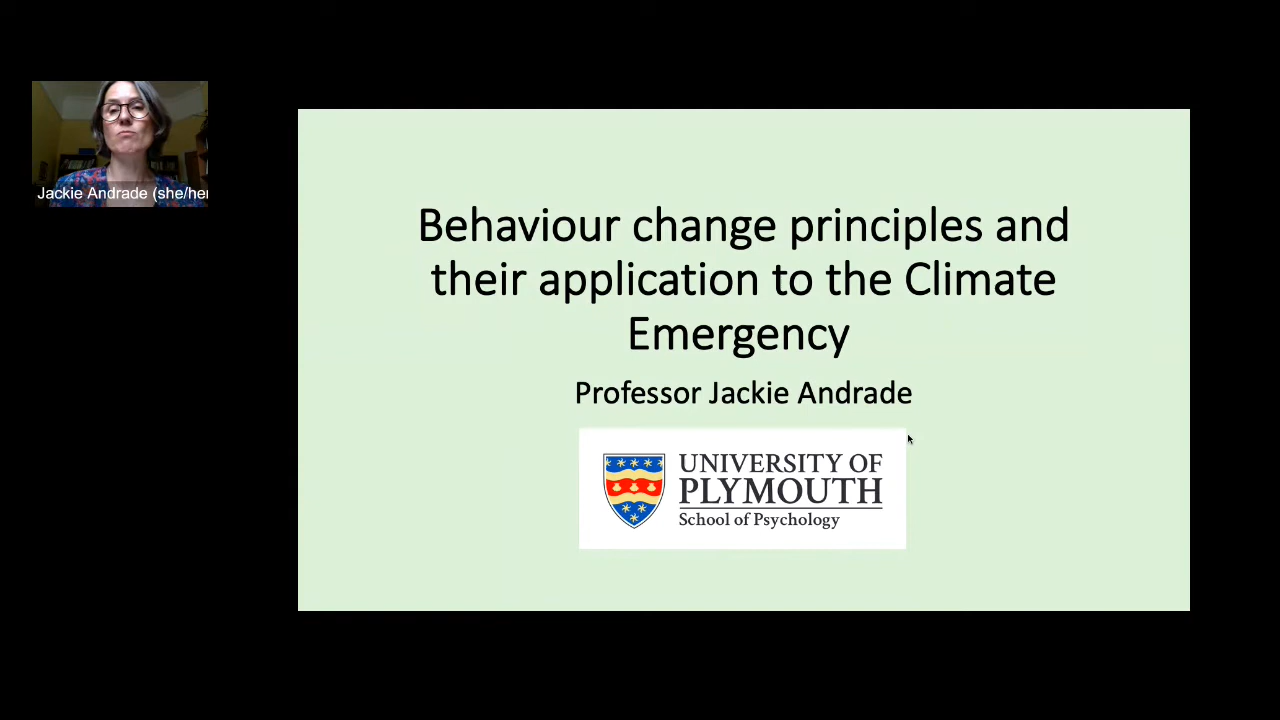 Jackie Andrade (she/her
Behaviour change principles and
their application to the Climate
Emergency
Professor Jackie Andrade
UNIVERSITY OF
PLYMOUTH
School of Psychology